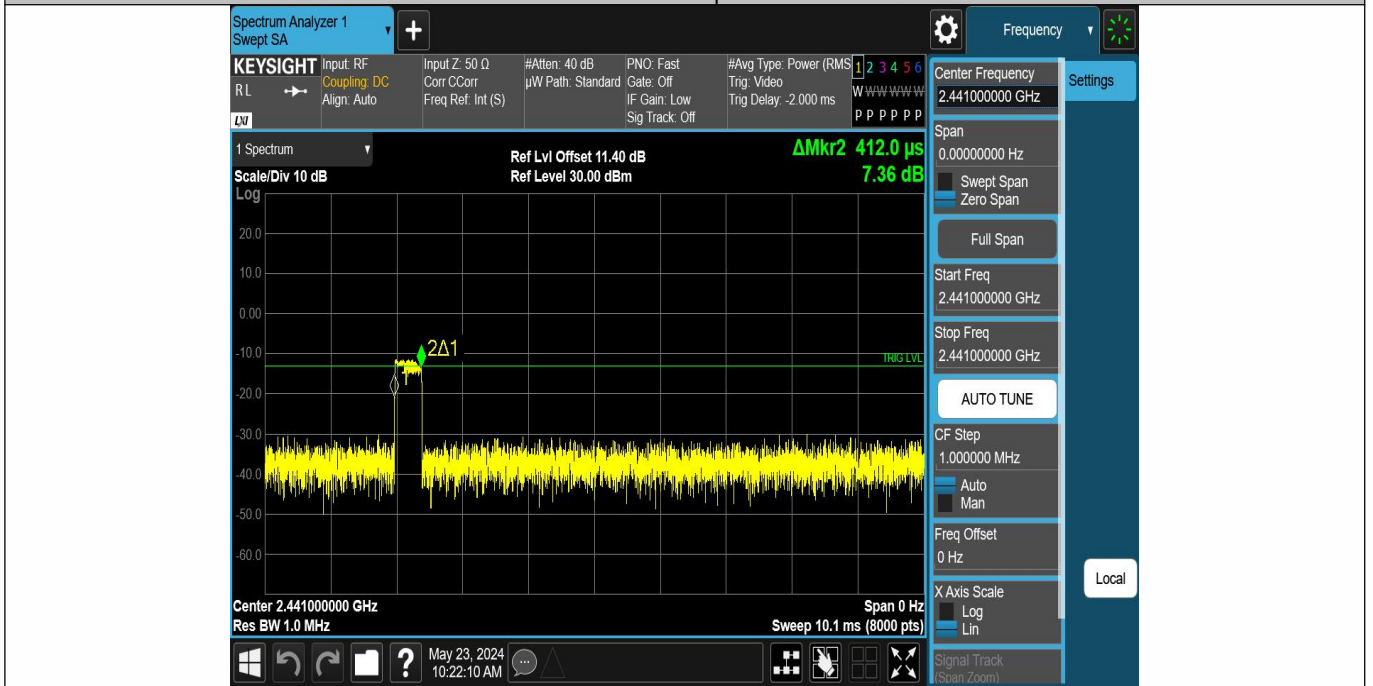 Spectrum Analyzer 1
Swept SA
+
Frequency
KEYSIGHT
RL
LXI
Input: RF
Coupling: DC
Align: Auto
Input Z: 50 Ω
Corr CCorr
Freq Ref: Int (S)
#Atten: 40 dB
µW Path: Standard
PNO: Fast
Gate: Off
IF Gain: Low
Sig Track: Off
#Avg Type: Power (RMS
Trig: Video
Trig Delay: -2.000 ms
1 2 3 4 5 6
W W W W W W
P P P P P P
1 Spectrum
Scale/Div 10 dB
Log
Ref Lvl Offset 11.40 dB
Ref Level 30.00 dBm
ΔMkr2 412.0 µs
7.36 dB
20.0
10.0
0.00
-10.0
-20.0
-30.0
-40.0
-50.0
-60.0
2Δ1
TRIG LVL
Center 2.441000000 GHz
Res BW 1.0 MHz
Span 0 Hz
Sweep 10.1 ms (8000 pts)
Center Frequency
2.441000000 GHz
Settings
Span
0.00000000 Hz
Swept Span
Zero Span
Full Span
Start Freq
2.441000000 GHz
Stop Freq
2.441000000 GHz
AUTO TUNE
CF Step
1.000000 MHz
Auto
Man
Freq Offset
0 Hz
X Axis Scale
Log
Lin
Signal Track
(Span Zoom)
Local
?
May 23, 2024
10:22:10 AM